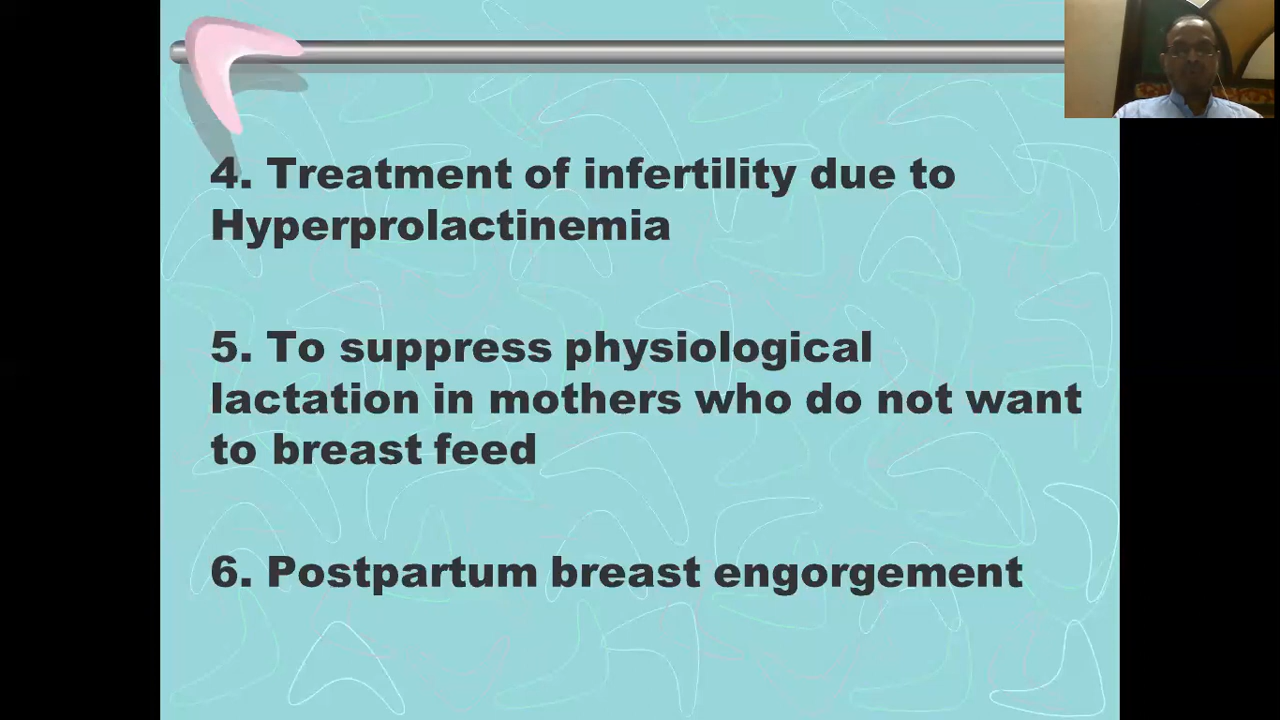 4. Treatment of infertility due to
Hyperprolactinemia
5. To suppress physiological
lactation in mothers who do not want
to breast feed
6. Postpartum breast engorgement